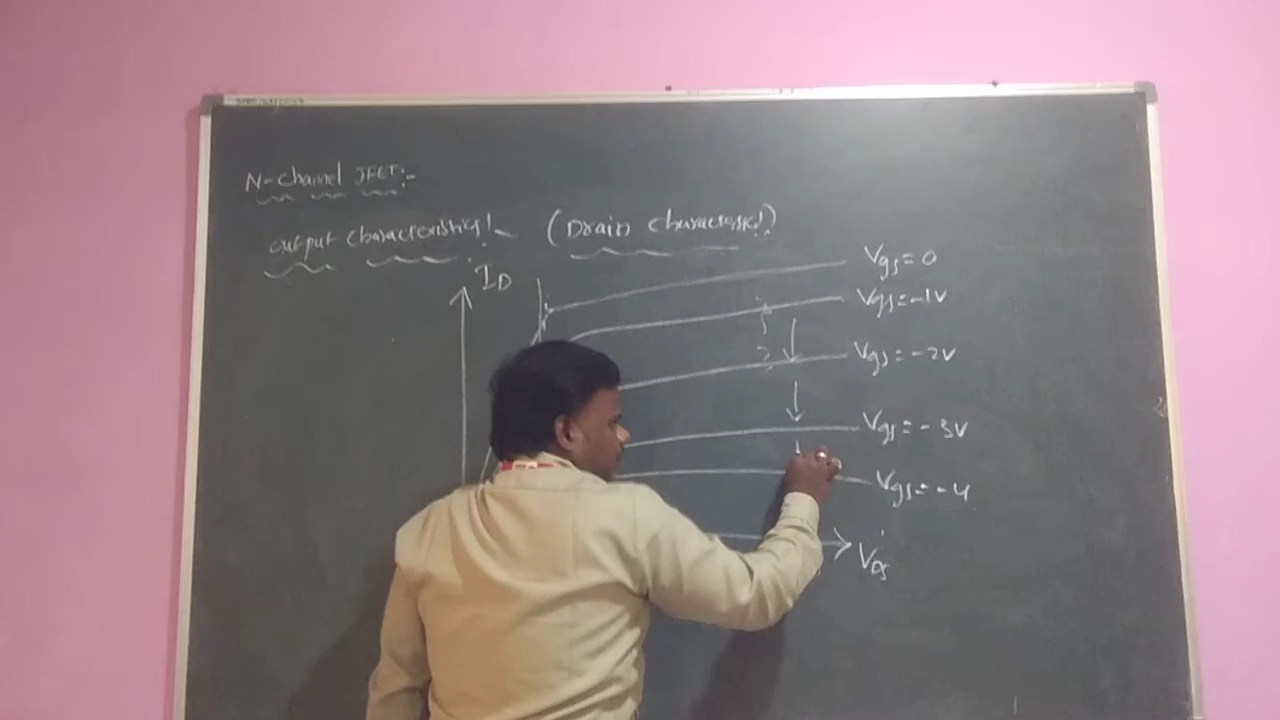 N-Channel JFET:-
output characteristics:- (Drain characteristics)
ID
Vgs=0
Vgs=-1v
Vgs=-2v
Vgs=-3v
Vgs=-4
VDS